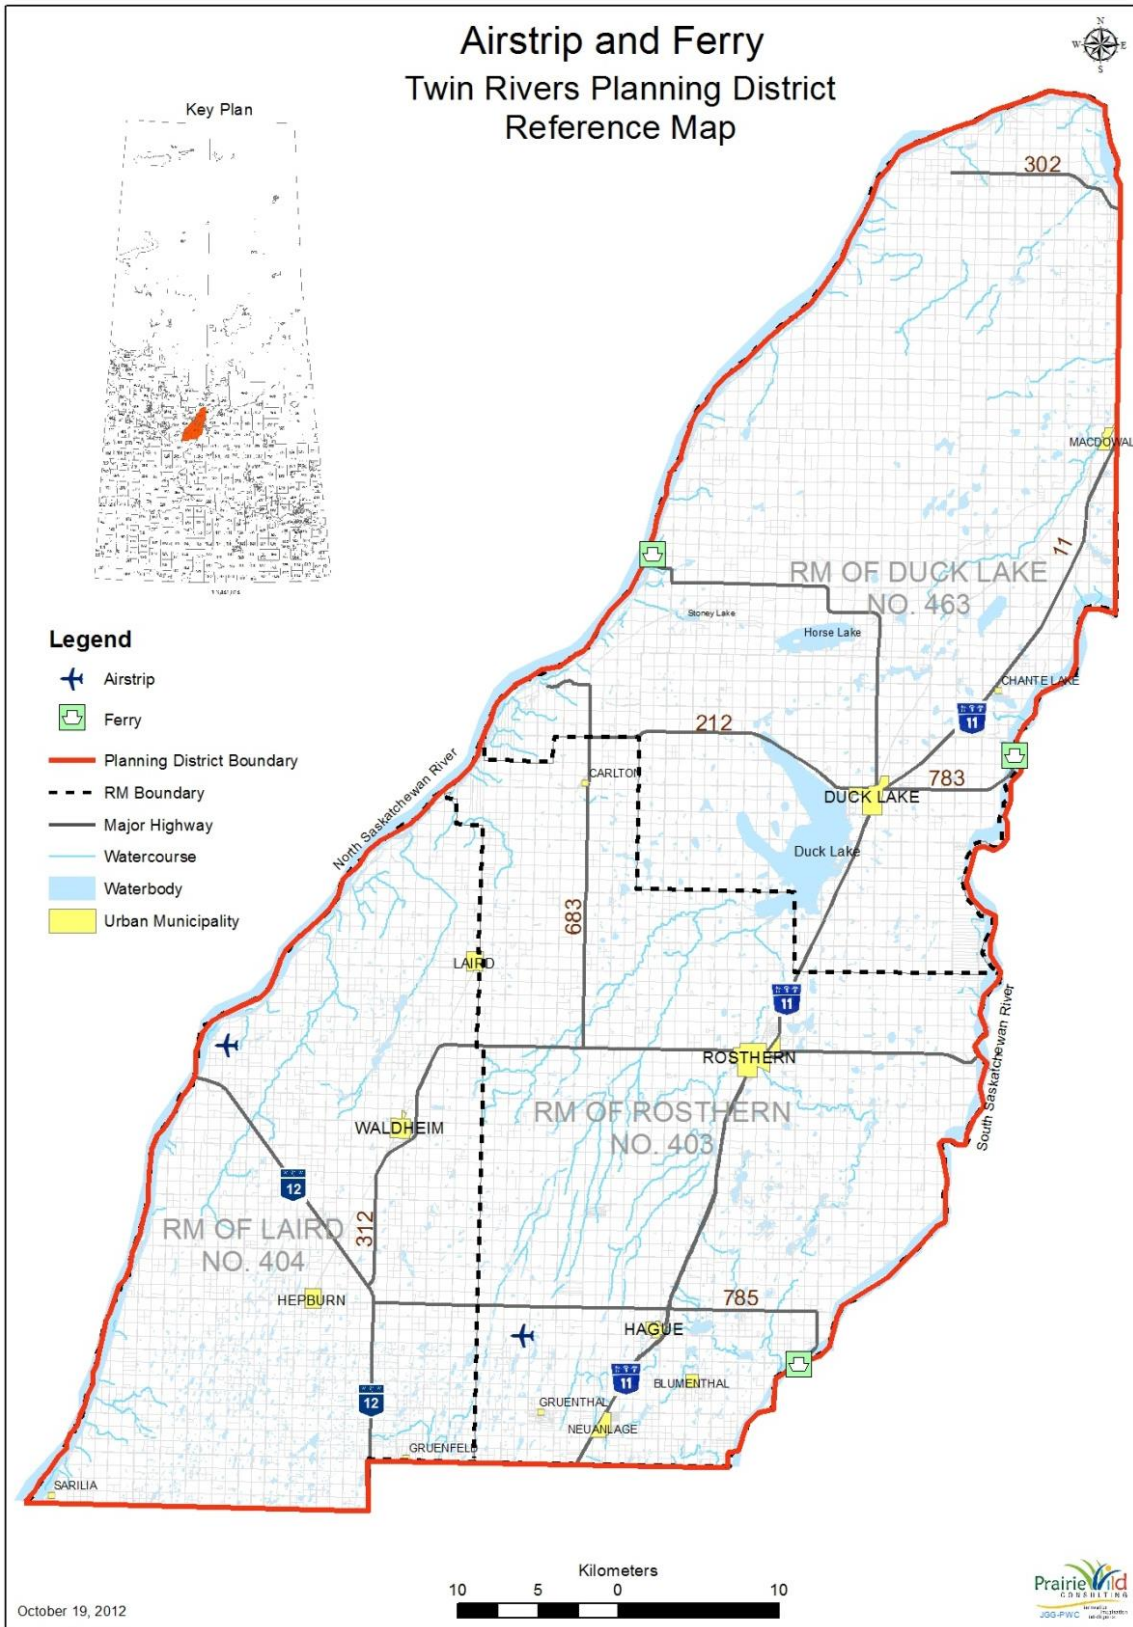 Airstrip and Ferry
Twin Rivers Planning District
Reference Map
N
W
E
S
Key Plan
302
MACDOWAL
11
RM OF DUCK LAKE
NO. 463
Stoney Lake
Horse Lake
Legend
Airstrip
Ferry
Planning District Boundary
RM Boundary
Major Highway
Watercourse
Waterbody
Urban Municipality
CHANTE LAKE
11
212
North Saskatchewan River
CARLTON
783
DUCK LAKE
Duck Lake
683
LAIRD
11
South Saskatchewan River
ROSTHERN
RM OF ROSTHERN
NO. 403
WALDHEIM
12
312
RM OF LAIRD
NO. 404
HEPBURN
785
HAGUE
11
BLUMENTHAL
12
GRUENTHAL
NEUANLAGE
GRUENFELD
SARILIA
Kilometers
10 5 0 10
October 19, 2012
PrairieWild
CONSULTING
JGG-PWC